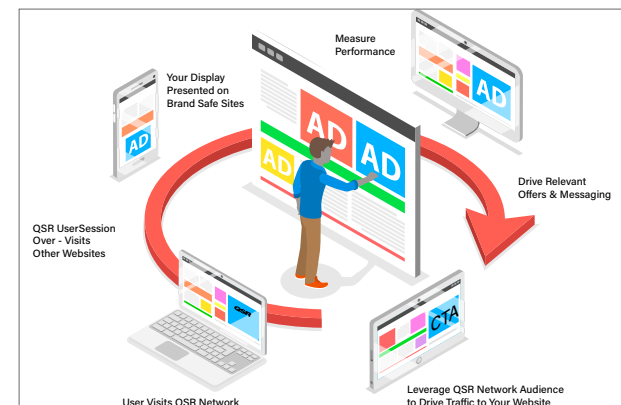 Measure
Performance
AD
Your Display
Presented on
Brand Safe Sites
AD
AD
AD
AD
Drive Relevant
Offers & Messaging
QSR UserSession
Over - Visits
Other Websites
QSR
CTA
User Visits QSR Network
Leverage QSR Network Audience
to Drive Traffic to Your Website